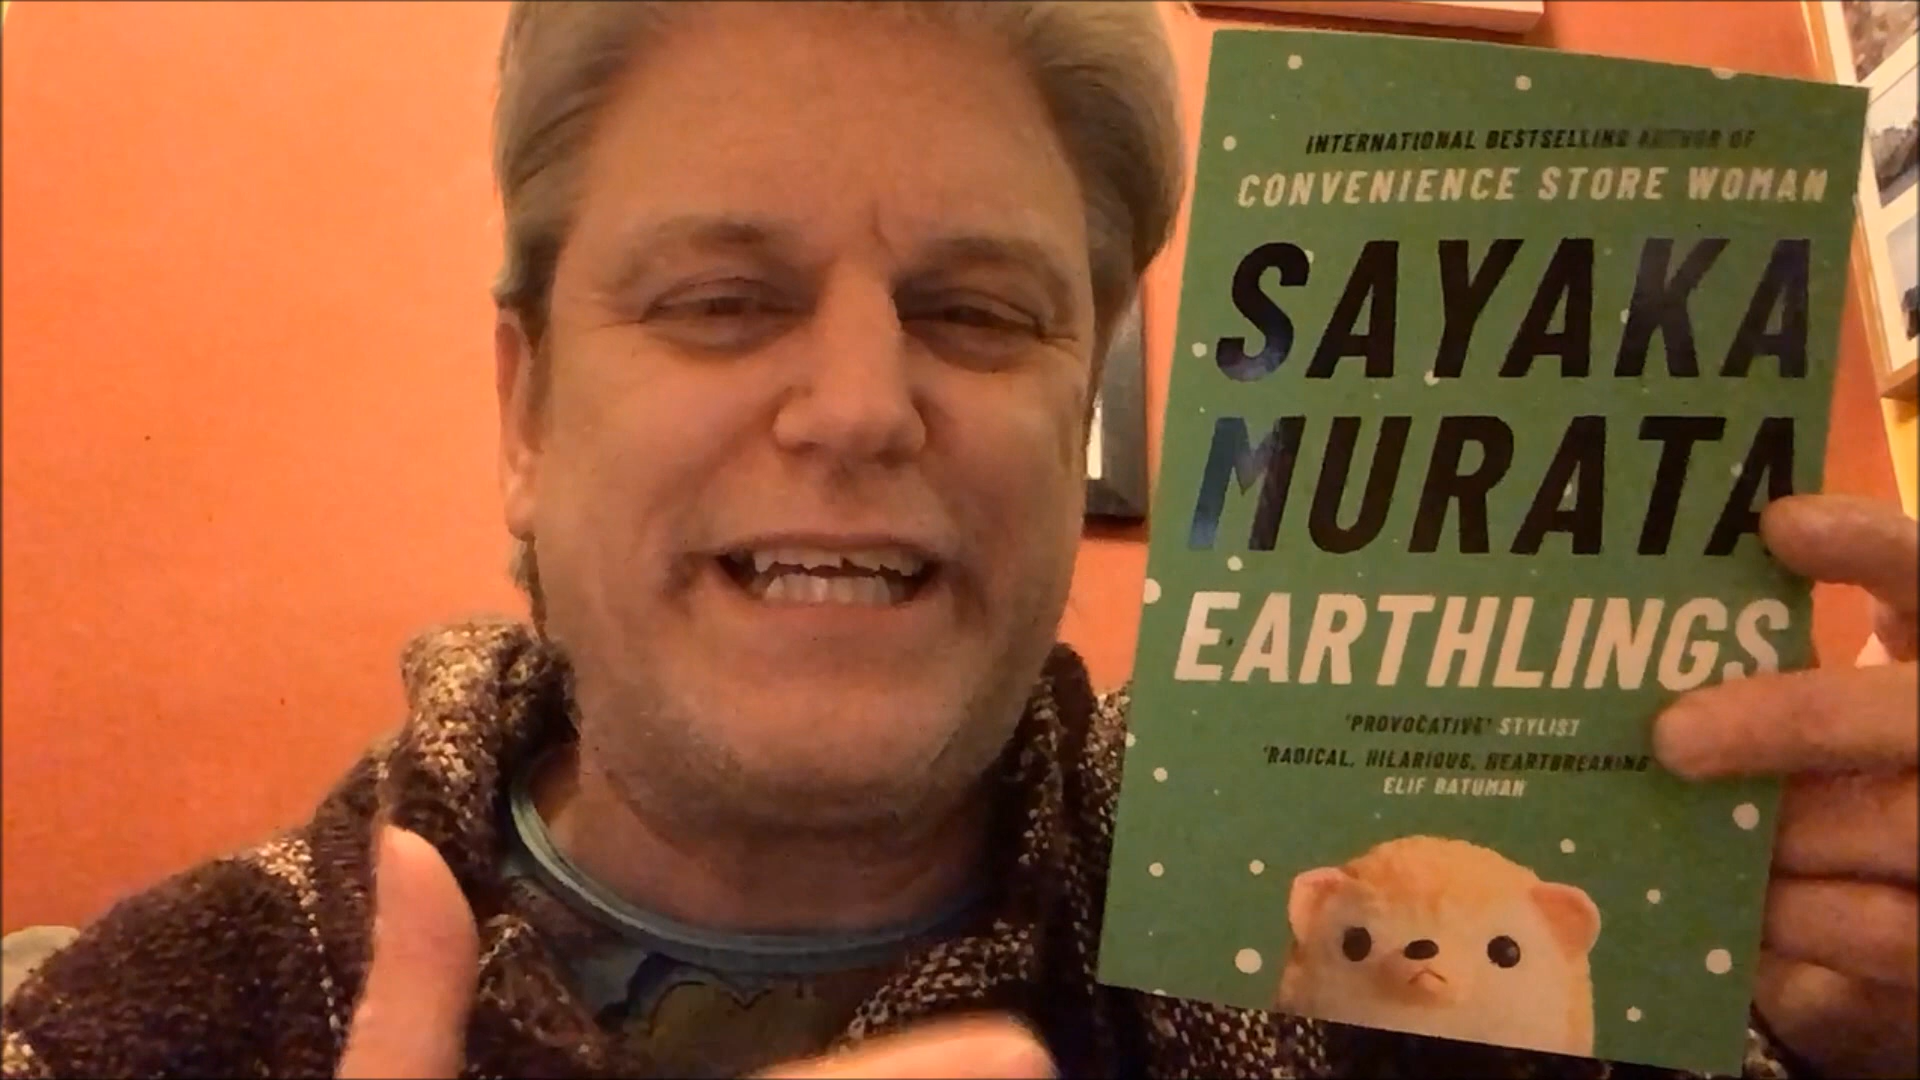 INTERNATIONAL BESTSELLING AUTHOR OF
CONVENIENCE STORE WOMAN
SAYAKA
MURATA
EARTHLINGS
'PROVOCATIVE' STYLIST
'RADICAL, HILARIOUS, HEARTBREAKING
ELIF BATUMAN